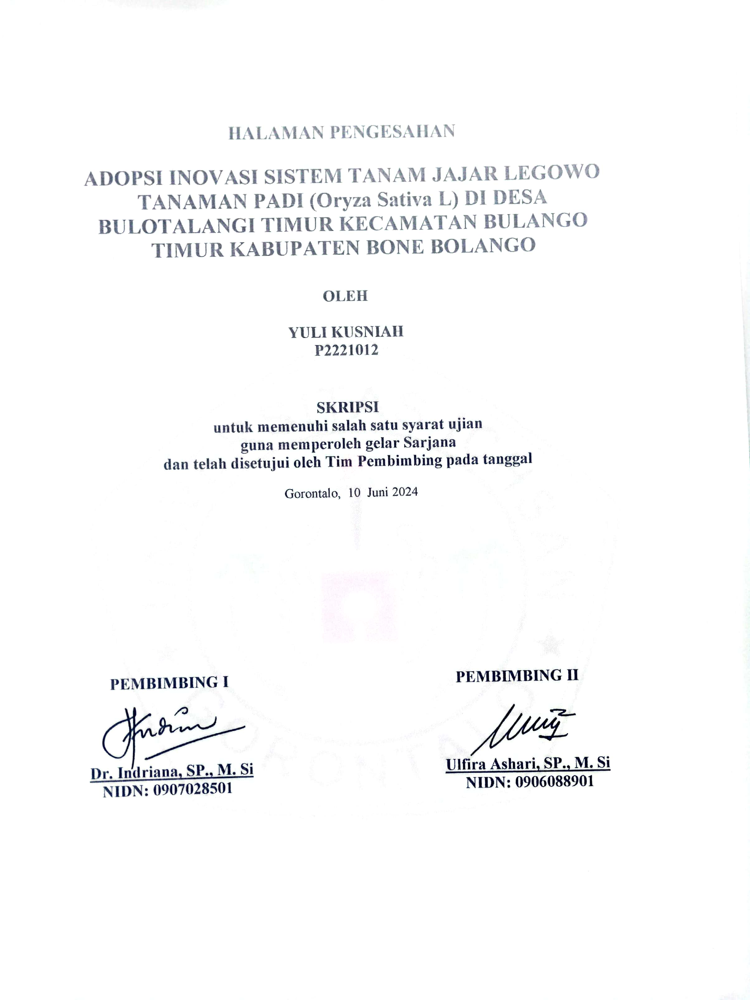 HALAMAN PENGESAHAN
ADOPSI INOVASI SISTEM TANAM JAJAR LEGOWO
TANAMAN PADI (Oryza Sativa L) DI DESA
BULOTALANGI TIMUR KECAMATAN BULANGO
TIMUR KABUPATEN BONE BOLANGO
OLEH
YULI KUSNIAH
P2221012
SKRIPSI
untuk memenuhi salah satu syarat ujian
guna memperoleh gelar Sarjana
dan telah disetujui oleh Tim Pembimbing pada tanggal
Gorontalo, 10 Juni 2024
PEMBIMBING I
Dr. Indriana, SP., M. Si
NIDN: 0907028501
PEMBIMBING II
Ulfira Ashari, SP., M. Si
NIDN: 0906088901